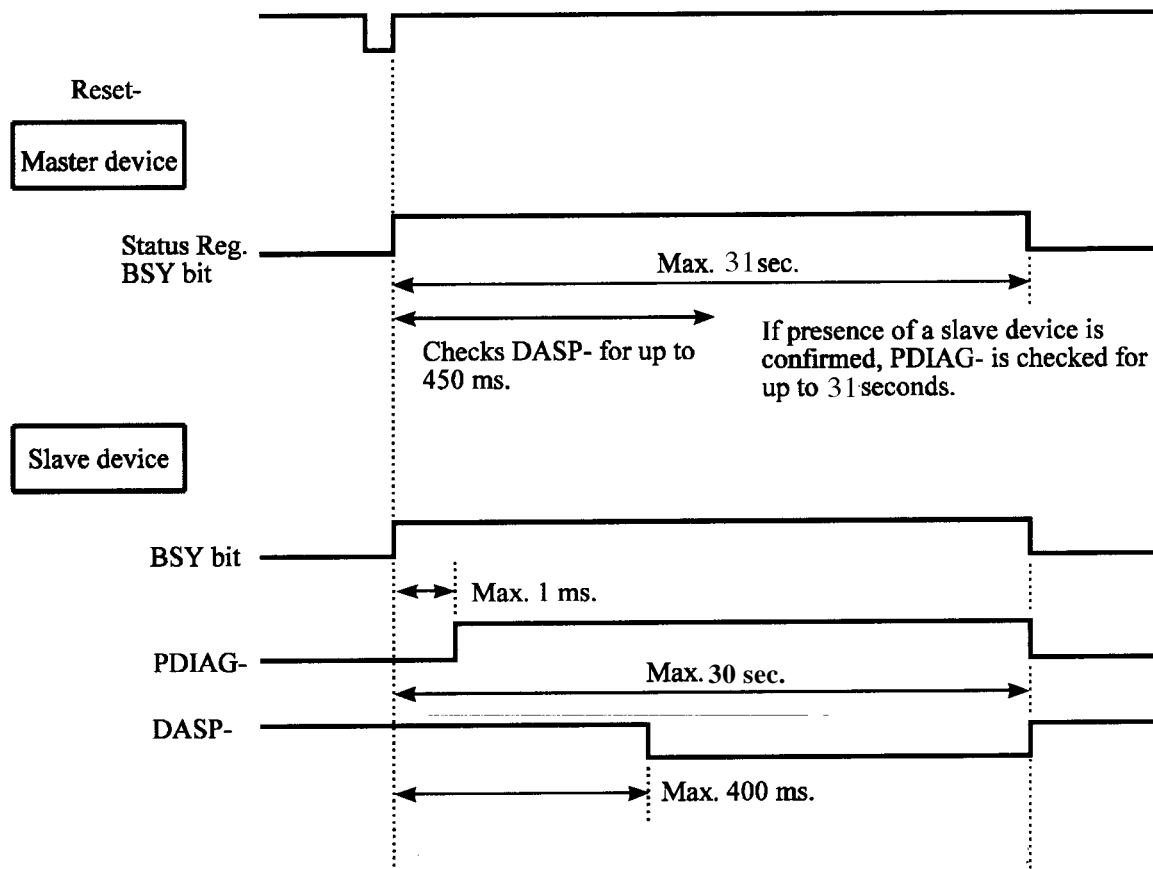 Reset-
Master device
Status Reg.
BSY bit
Max. 31 sec.
Checks DASP- for up to
450 ms.
If presence of a slave device is
confirmed, PDIAG- is checked for
up to 31 seconds.
Slave device
BSY bit
Max. 1 ms.
PDIAG-
Max. 30 sec.
DASP-
Max. 400 ms.